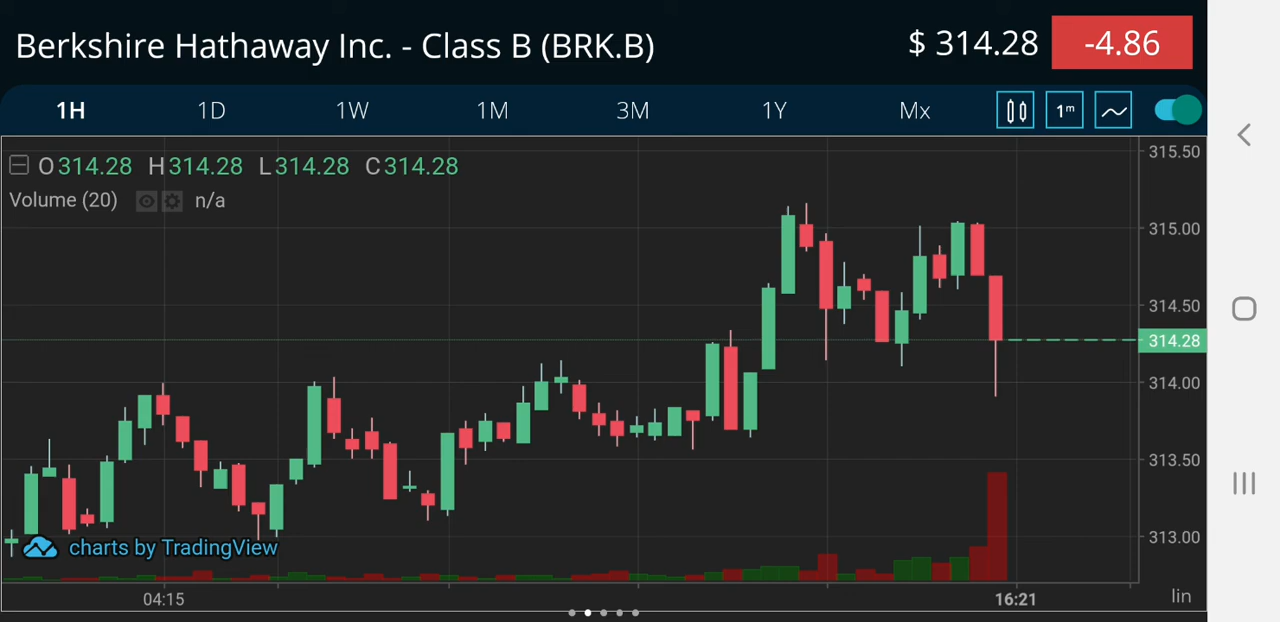 Berkshire Hathaway Inc. - Class B (BRK.B) $ 314.28 -4.86
1H 1D 1W 1M 3M 1Y Mx 1m
O314.28 H314.28 L314.28 C314.28
Volume (20) n/a
315.50
315.00
314.50
314.28
314.00
313.50
313.00
charts by TradingView
04:15 16:21 lin